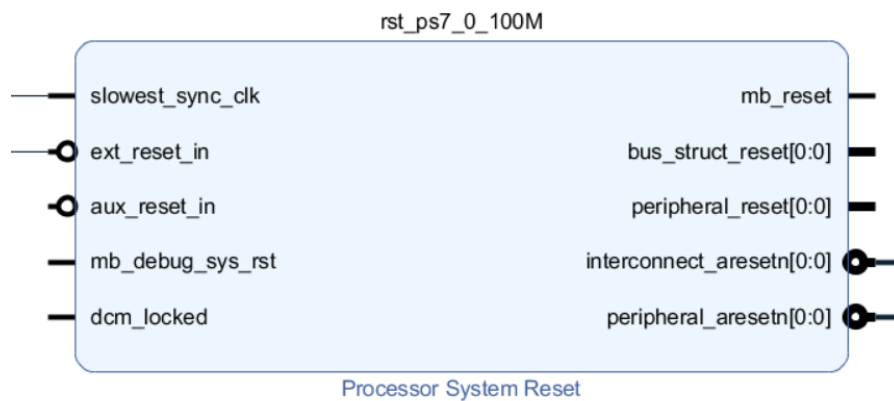 rst_ps7_0_100M
slowest_sync_clk
mb_reset
ext_reset_in
bus_struct_reset[0:0]
aux_reset_in
peripheral_reset[0:0]
mb_debug_sys_rst
interconnect_aresetn[0:0]
dcm_locked
peripheral_aresetn[0:0]
Processor System Reset